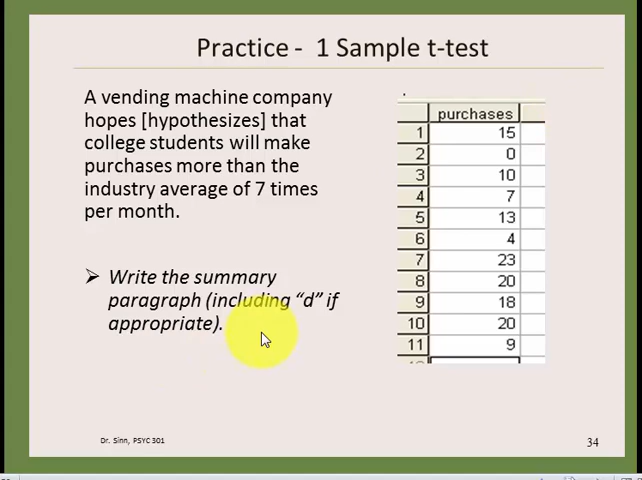 Practice - 1 Sample t-test
A vending machine company
hopes [hypothesizes] that
college students will make
purchases more than the
industry average of 7 times
per month.
Write the summary
paragraph (including “d” if
appropriate).
purchases
1 15
2 0
3 10
4 7
5 13
6 4
7 23
8 20
9 18
10 20
11 9
Dr. Sinn, PSYC 301
34